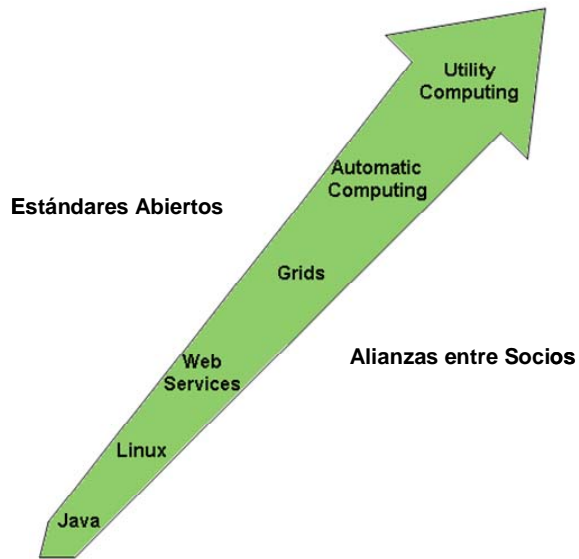 Utility
Computing
Automatic
Computing
Estándares Abiertos
Grids
Alianzas entre Socios
Web
Services
Linux
Java